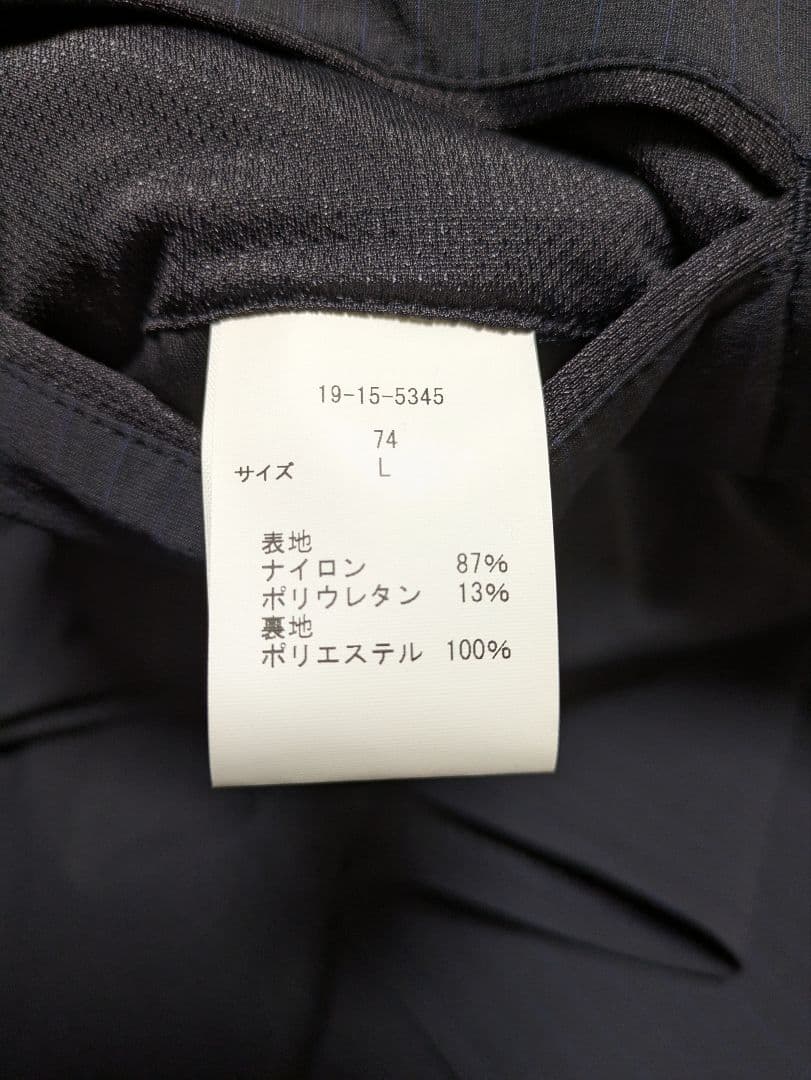 19-15-5345
74
サイズ L
表地
ナイロン 87%
ポリウレタン 13%
裏地
ポリエステル 100%